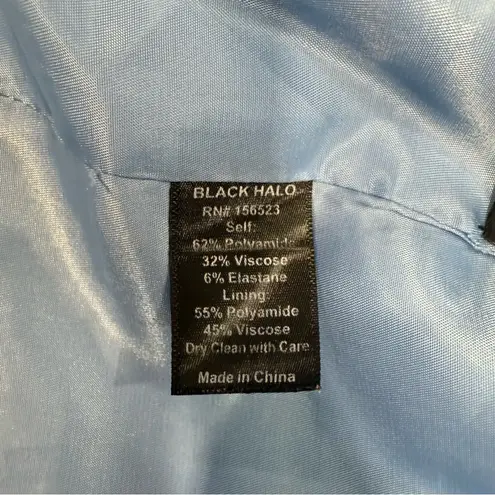 BLACK HALO
RN# 156523
Self:
62% Polyamide
32% Viscose
6% Elastane
Lining:
55% Polyamide
45% Viscose
Dry Clean with Care
Made in China